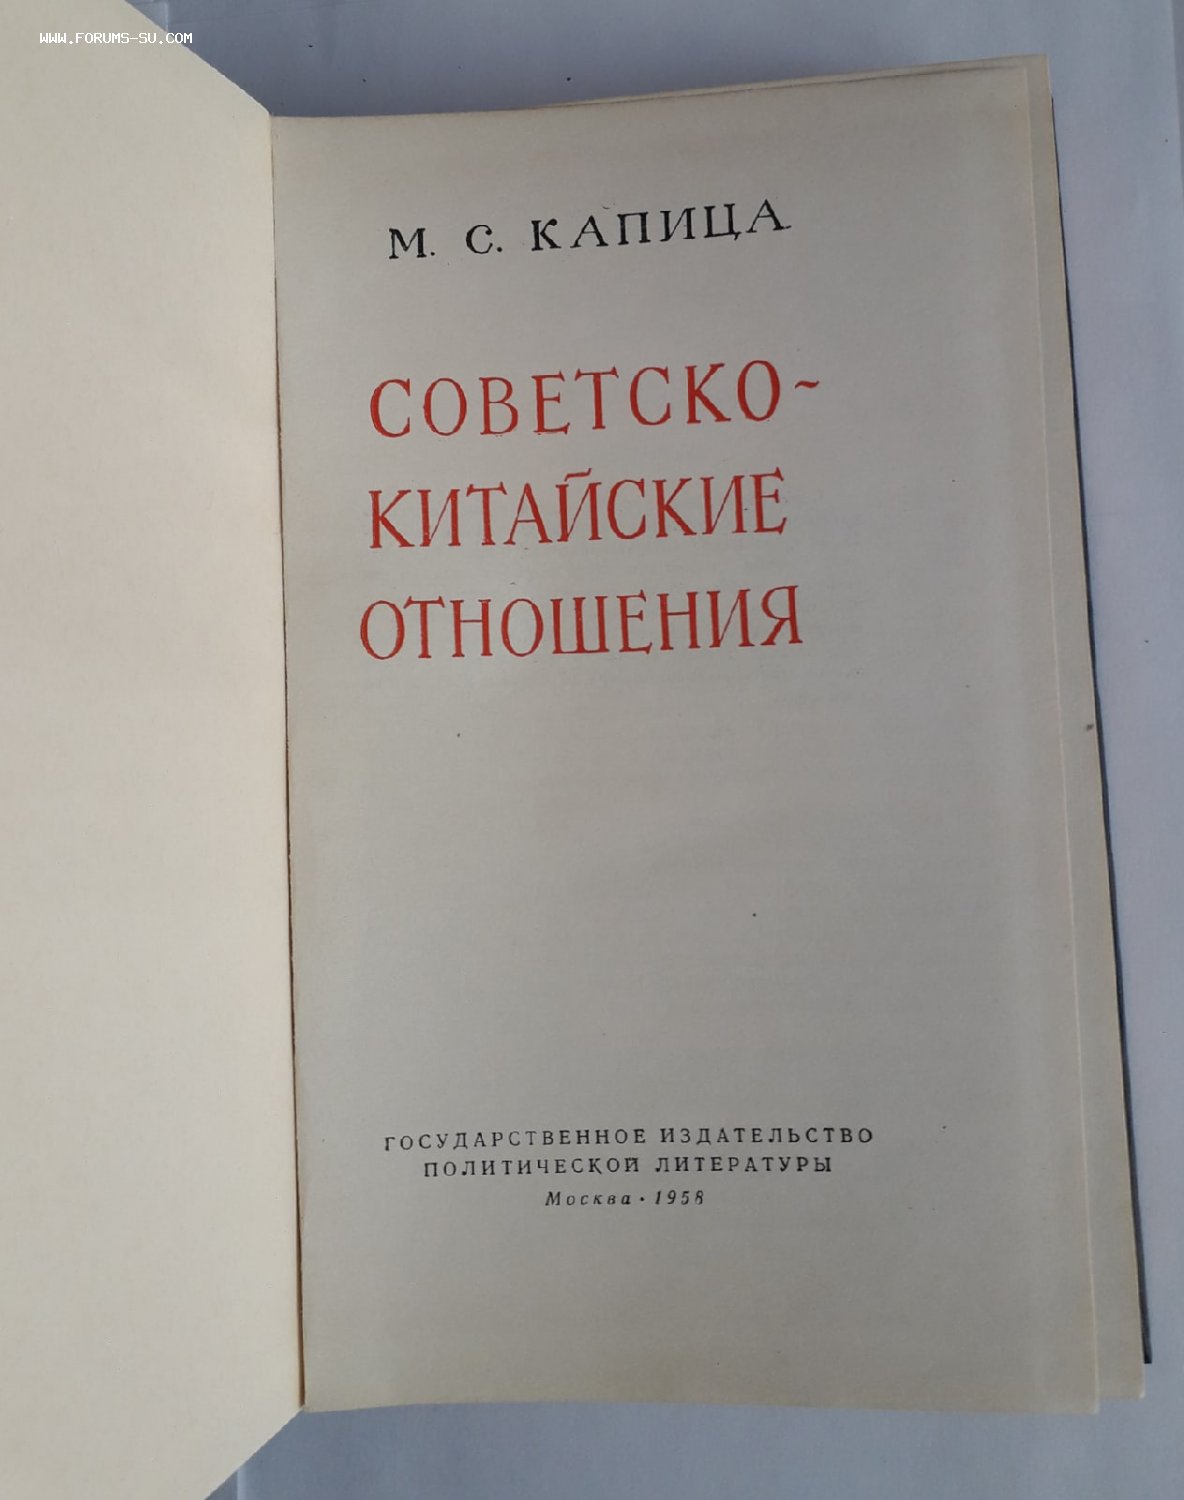 WWW.FORUMS-SU.COM
М. С. КАПИЦА
СОВЕТСКО-
КИТАЙСКИЕ
ОТНОШЕНИЯ
ГОСУДАРСТВЕННОЕ ИЗДАТЕЛЬСТВО
ПОЛИТИЧЕСКОЙ ЛИТЕРАТУРЫ
Москва · 1958